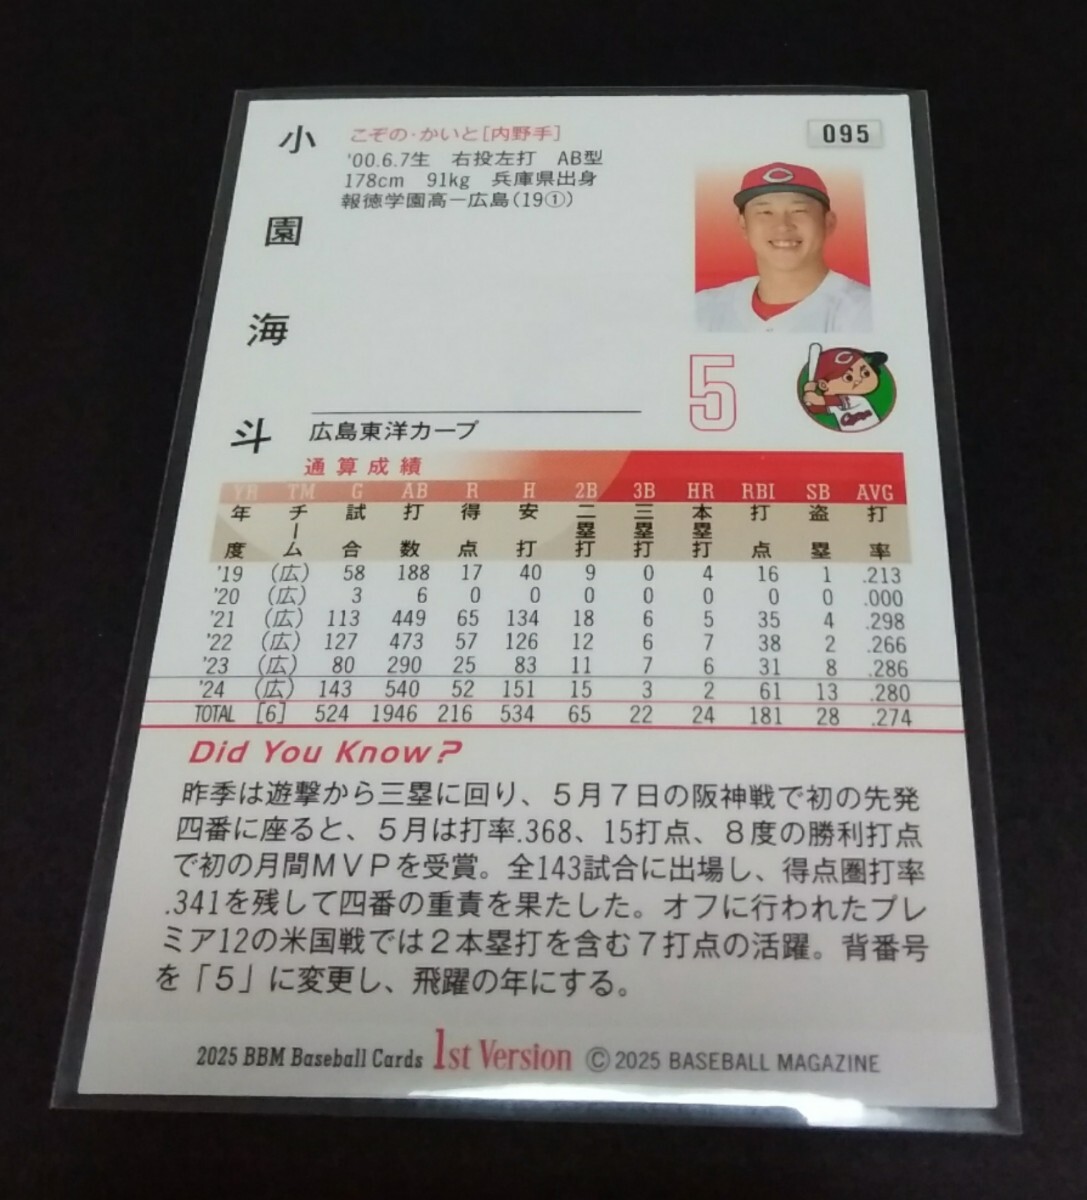 小園海斗
こぞの・かいと[内野手]
'00.6.7生 右投左打 AB型
178cm 91kg 兵庫県出身
報徳学園高ー広島(19①)
095
C
5
C
Carp
広島東洋カープ
通算成績
YR TM G AB R H 2B 3B HR RBI SB AVG
年度 チーム 試合 打数 得点 安打 二塁打 三塁打 本塁打 打点 盗塁 打率
'19 (広) 58 188 17 40 9 0 4 16 1 .213
'20 (広) 3 6 0 0 0 0 0 0 0 .000
'21 (広) 113 449 65 134 18 6 5 35 4 .298
'22 (広) 127 473 57 126 12 6 7 38 2 .266
'23 (広) 80 290 25 83 11 7 6 31 8 .286
'24 (広) 143 540 52 151 15 3 2 61 13 .280
TOTAL [6] 524 1946 216 534 65 22 24 181 28 .274
Did You Know?
昨季は遊撃から三塁に回り、5月7日の阪神戦で初の先発
四番に座ると、5月は打率.368、15打点、8度の勝利打点
で初の月間MVPを受賞。全143試合に出場し、得点圏打率
.341を残して四番の重責を果たした。オフに行われたプレ
ミア12の米国戦では2本塁打を含む7打点の活躍。背番号
を「5」に変更し、飛躍の年にする。
2025 BBM Baseball Cards 1st Version © 2025 BASEBALL MAGAZINE